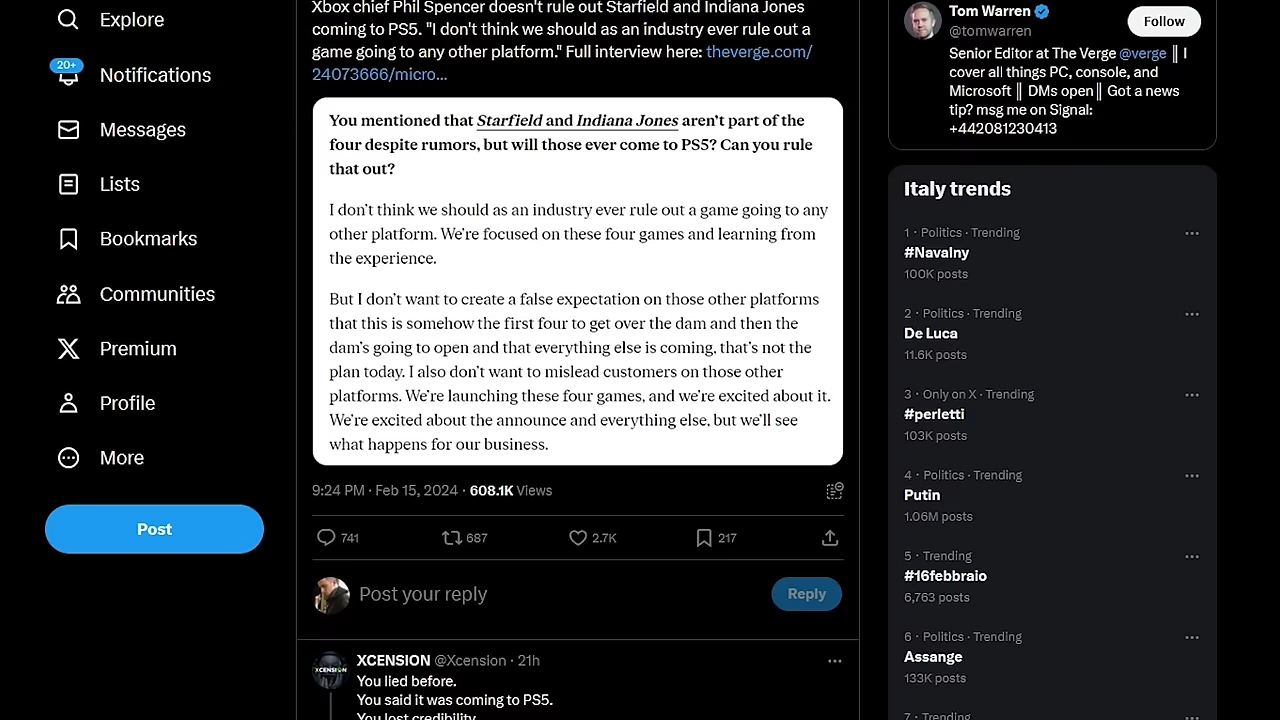 Explore
20+
Notifications
Messages
Lists
Bookmarks
Communities
Premium
Profile
More
Post
Xbox chief Phil Spencer doesn't rule out Starfield and Indiana Jones
coming to PS5. "I don't think we should as an industry ever rule out a
game going to any other platform." Full interview here: theverge.com/
24073666/micro…
You mentioned that Starfield and Indiana Jones aren't part of the
four despite rumors, but will those ever come to PS5? Can you rule
that out?
I don't think we should as an industry ever rule out a game going to any
other platform. We're focused on these four games and learning from
the experience.
But I don't want to create a false expectation on those other platforms
that this is somehow the first four to get over the dam and then the
dam's going to open and that everything else is coming, that's not the
plan today. I also don't want to mislead customers on those other
platforms. We're launching these four games, and we're excited about it.
We're excited about the announce and everything else, but we'll see
what happens for our business.
9:24 PM · Feb 15, 2024 · 608.1K Views
741 687 2.7K 217
Post your reply
Reply
XCENSION @Xcension · 21h
You lied before.
You said it was coming to PS5.
You lost credibility
Tom Warren
@tomwarren
Follow
Senior Editor at The Verge @verge || I
cover all things PC, console, and
Microsoft || DMs open|| Got a news
tip? msg me on Signal:
+442081230413
Italy trends
1 · Politics · Trending
#Navalny
100K posts
2 · Politics · Trending
De Luca
11.6K posts
3 · Only on X · Trending
#perletti
103K posts
4 · Politics · Trending
Putin
1.06M posts
5 · Trending
#16febbraio
6,763 posts
6 · Politics · Trending
Assange
133K posts
7 · Trending